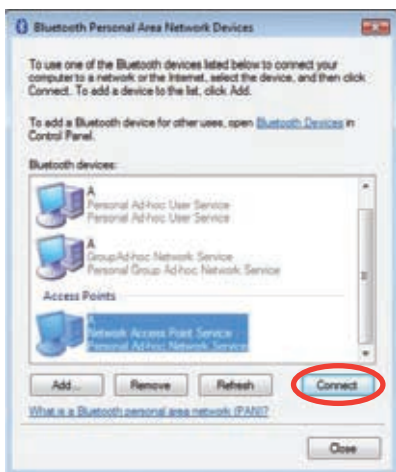 Bluetooth Personal Area Network Devices
To use one of the Bluetooth devices listed below to connect your
computer to a network or the Internet, select the device, and then click
Connect. To add a device to the list, click Add.
To add a Bluetooth device for other uses, open Bluetooth Devices in
Control Panel.
Bluetooth devices:
A
Personal Ad-hoc User Service
Personal Ad-hoc User Service
A
GroupAd-hoc Network Service
Personal Group Ad-hoc Network Service
Access Points
A
Network Access Point Service
Personal Ad-hoc Network Service
Add... Remove Refresh Connect
What is a Bluetooth personal area network (PAN)?
Close